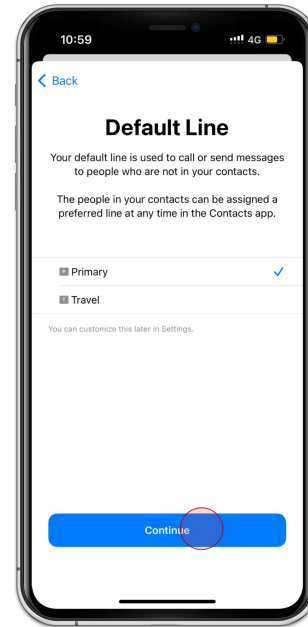 10:59
4G
Back
Default Line
Your default line is used to call or send messages
to people who are not in your contacts.
The people in your contacts can be assigned a
preferred line at any time in the Contacts app.
P Primary
T Travel
You can customize this later in Settings.
Continue